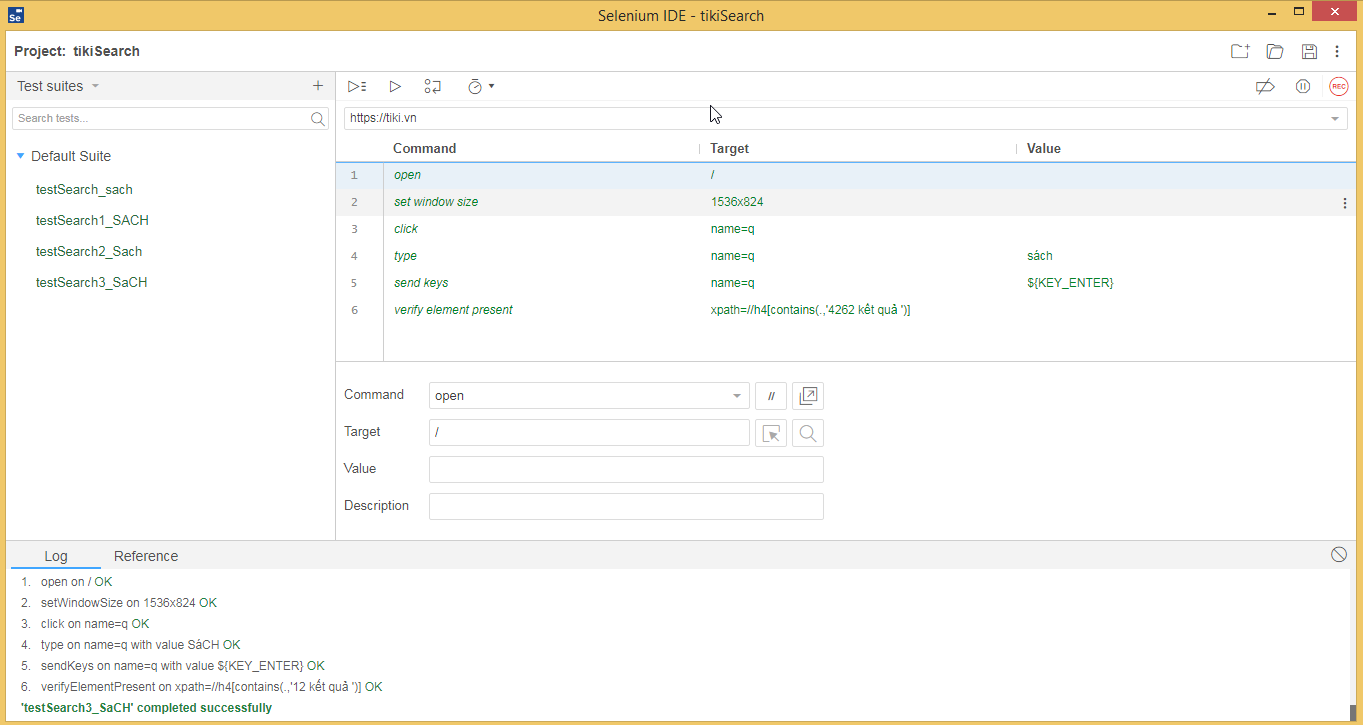 Se
Selenium IDE - tikiSearch
Project: tikiSearch
Test suites
Search tests...
Default Suite
testSearch_sach
testSearch1_SACH
testSearch2_Sach
testSearch3_SaCH
REC
https://tiki.vn
Command Target Value
1 open /
2 set window size 1536x824
3 click name=q
4 type name=q sách
5 send keys name=q ${KEY_ENTER}
6 verify element present xpath=//h4[contains(.,'4262 kết quả ')]
Command open //
Target /
Value
Description
Log Reference
1. open on / OK
2. setWindowSize on 1536x824 OK
3. click on name=q OK
4. type on name=q with value SáCH OK
5. sendKeys on name=q with value ${KEY_ENTER} OK
6. verifyElementPresent on xpath=//h4[contains(.,'12 kết quả ')] OK
'testSearch3_SaCH' completed successfully